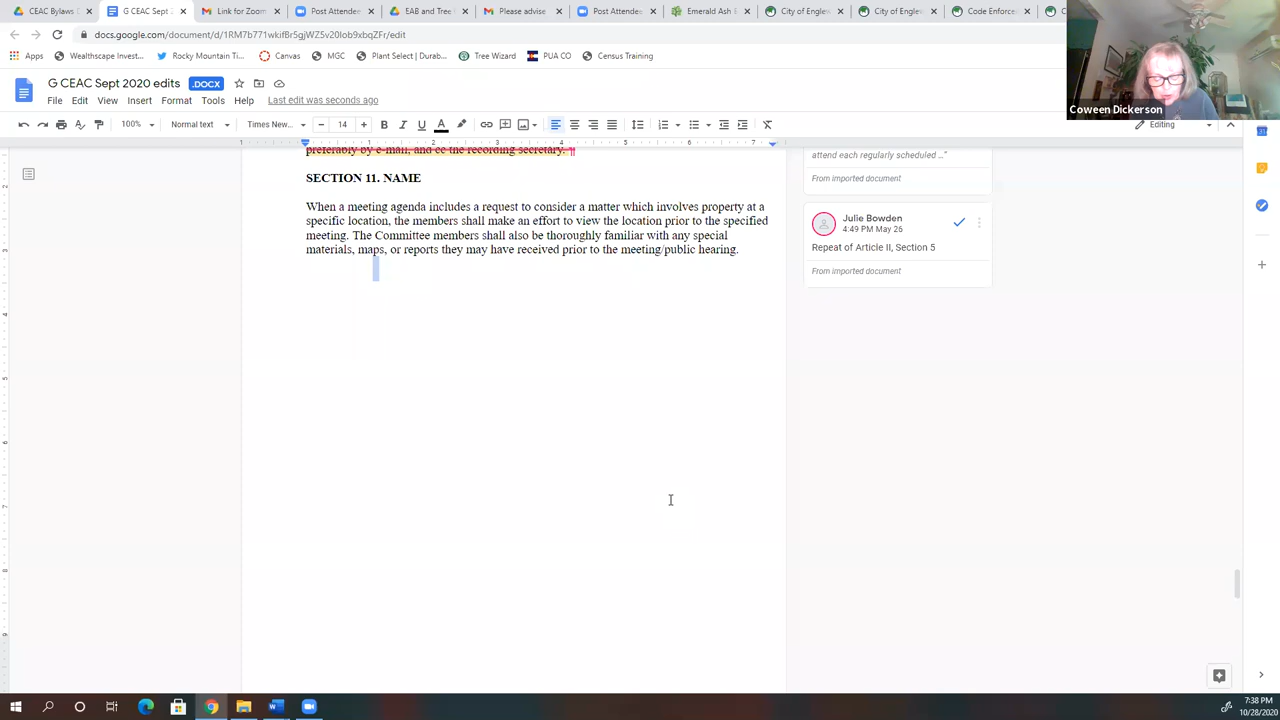 CEAC Bylaws E
G CEAC Sept
Link for Zoom
Post Attendee
EAB and Tree
Please advise
Post Attendee
Emerald Ash B
City of Englew
City of Englew
Code Enforce
docs.google.com/document/d/1RM7b771wkifBr5gjWZ5v20Iob9xbqZFr/edit
Apps
Wealthscape Invest...
Rocky Mountain Ti...
Canvas
MGC
Plant Select | Durab...
Tree Wizard
PUA CO
Census Training
Coween Dickerson
G CEAC Sept 2020 edits
.DOCX
File Edit View Insert Format Tools Help
Last edit was seconds ago
100%
Normal text
Times New...
14
Editing
preferably by e-mail, and cc the recording secretary. ¶
SECTION 11. NAME
When a meeting agenda includes a request to consider a matter which involves property at a
specific location, the members shall make an effort to view the location prior to the specified
meeting. The Committee members shall also be thoroughly familiar with any special
materials, maps, or reports they may have received prior to the meeting/public hearing.
attend each regularly scheduled ..."
From imported document
Julie Bowden
4:49 PM May 26
Repeat of Article II, Section 5
From imported document
7:38 PM
10/28/2020